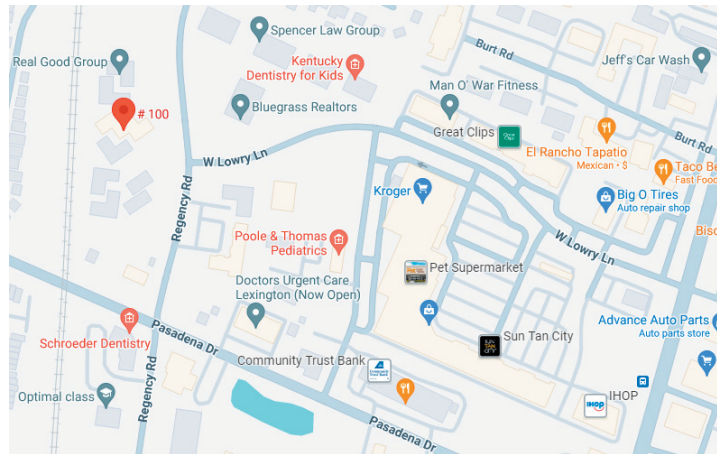 Spencer Law Group
Real Good Group
Kentucky
Dentistry for Kids
Burt Rd
Jeff's Car Wash
Man O' War Fitness
# 100
Bluegrass Realtors
Great Clips
Burt Rd
El Rancho Tapatio
Mexican • $
W Lowry Ln
Taco Be
Fast Food
Kroger
Big O Tires
Auto repair shop
Regency Rd
Poole & Thomas
Pediatrics
W Lowry Ln
Bisc
Pet Supermarket
Doctors Urgent Care
Lexington (Now Open)
Advance Auto Parts
Auto parts store
Schroeder Dentistry
Pasadena Dr
Sun Tan City
Community Trust Bank
Regency Rd
Optimal class
IHOP
IHOP
Pasadena Dr